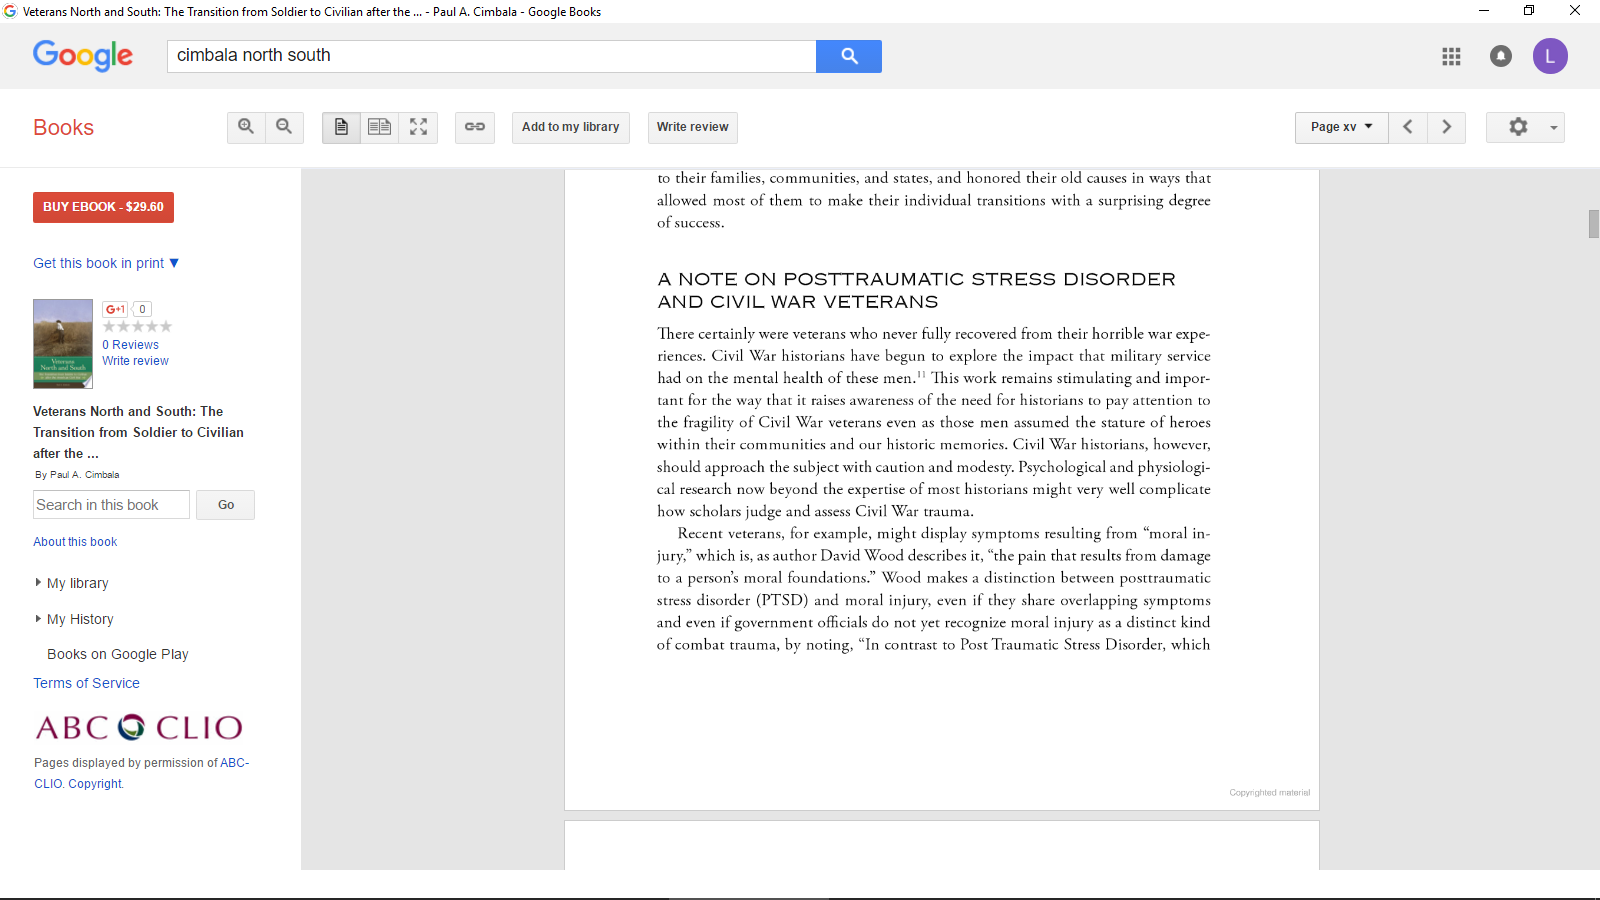 Veterans North and South: The Transition from Soldier to Civilian after the ... - Paul A. Cimbala - Google Books
Google
cimbala north south
L
Books
Add to my library
Write review
Page xv
BUY EBOOK - $29.60
Get this book in print ▼
G+1 0
0 Reviews
Write review
Veterans
North and South
Veterans North and South: The
Transition from Soldier to Civilian
after the ...
By Paul A. Cimbala
Search in this book
Go
About this book
My library
My History
Books on Google Play
Terms of Service
ABC CLIO
Pages displayed by permission of ABC-
CLIO. Copyright.
to their families, communities, and states, and honored their old causes in ways that
allowed most of them to make their individual transitions with a surprising degree
of success.
A NOTE ON POSTTRAUMATIC STRESS DISORDER
AND CIVIL WAR VETERANS
There certainly were veterans who never fully recovered from their horrible war expe-
riences. Civil War historians have begun to explore the impact that military service
had on the mental health of these men.11 This work remains stimulating and impor-
tant for the way that it raises awareness of the need for historians to pay attention to
the fragility of Civil War veterans even as those men assumed the stature of heroes
within their communities and our historic memories. Civil War historians, however,
should approach the subject with caution and modesty. Psychological and physiologi-
cal research now beyond the expertise of most historians might very well complicate
how scholars judge and assess Civil War trauma.
Recent veterans, for example, might display symptoms resulting from “moral in-
jury,” which is, as author David Wood describes it, “the pain that results from damage
to a person’s moral foundations.” Wood makes a distinction between posttraumatic
stress disorder (PTSD) and moral injury, even if they share overlapping symptoms
and even if government officials do not yet recognize moral injury as a distinct kind
of combat trauma, by noting, “In contrast to Post Traumatic Stress Disorder, which
Copyrighted material